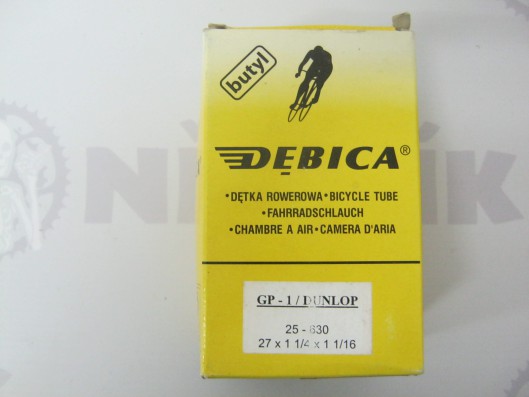 butyl
DĘBICA®
•DĘTKA ROWEROWA•BICYCLE TUBE
•FAHRRADSCHLAUCH
•CHAMBRE A AIR•CAMERA D'ARIA
GP - 1 / DUNLOP
25 - 630
27 x 1 1/4 x 1 1/16